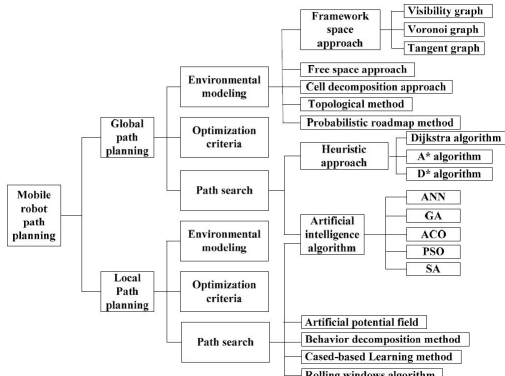 Framework
space
approach
Visibility graph
Voronoi graph
Tangent graph
Environmental
modeling
Free space approach
Cell decomposition approach
Topological method
Probabilistic roadmap method
Global
path
planning
Optimization
criteria
Heuristic
approach
Dijkstra algorithm
A* algorithm
D* algorithm
Path search
Mobile
robot
path
planning
Artificial
intelligence
algorithm
ANN
GA
ACO
PSO
SA
Environmental
modeling
Local
Path
planning
Optimization
criteria
Path search
Artificial potential field
Behavior decomposition method
Cased-based Learning method
Rolling windows algorithm